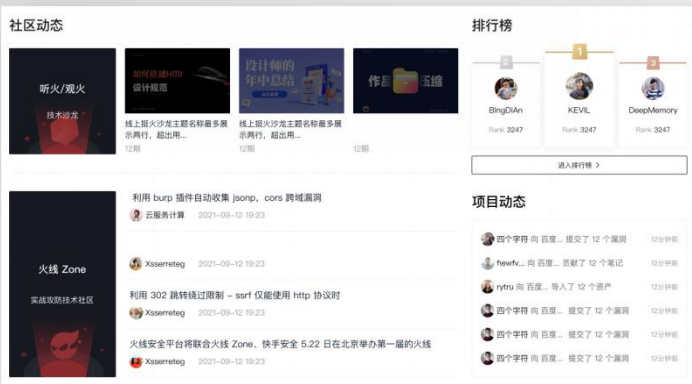 社区动态
听火/观火
技术沙龙
如何搭建HMI
设计规范
线上挺火沙龙主题名称最多展
示两行，超出用...
12期
设计师的
年中总结
线上挺火沙龙主题名称最多展
示两行，超出用...
12期
作品
压缩
12期
火线 Zone
实战攻防技术社区
利用 burp 插件自动收集 jsonp，cors 跨域漏洞
云服务计算 2021-09-12 19:23
Xsserreteg 2021-09-12 19:23
利用 302 跳转绕过限制 - ssrf 仅能使用 http 协议时
Xsserreteg 2021-09-12 19:23
火线安全平台将联合火线 Zone、快手安全 5.22 日在北京举办第一届的火线
Xsserreteg 2021-09-12 19:23
排行榜
2
BIngDiAn
Rank 3247
1
KEVIL
Rank 3247
3
DeepMemory
Rank 3247
进入排行榜 >
项目动态
四个字符 向 百度... 提交了 12 个漏洞 12分钟前
fiewfv... 向 百度... 贡献了 12 个笔记 12分钟前
rytru 向 百度... 导入了 12 个资产 12分钟前
四个字符 向 百度... 提交了 12 个漏洞 12分钟前
四个字符 向 百度... 提交了 12 个漏洞 12分钟前
四个字符 向 百度... 提交了 12 个漏洞 12分钟前